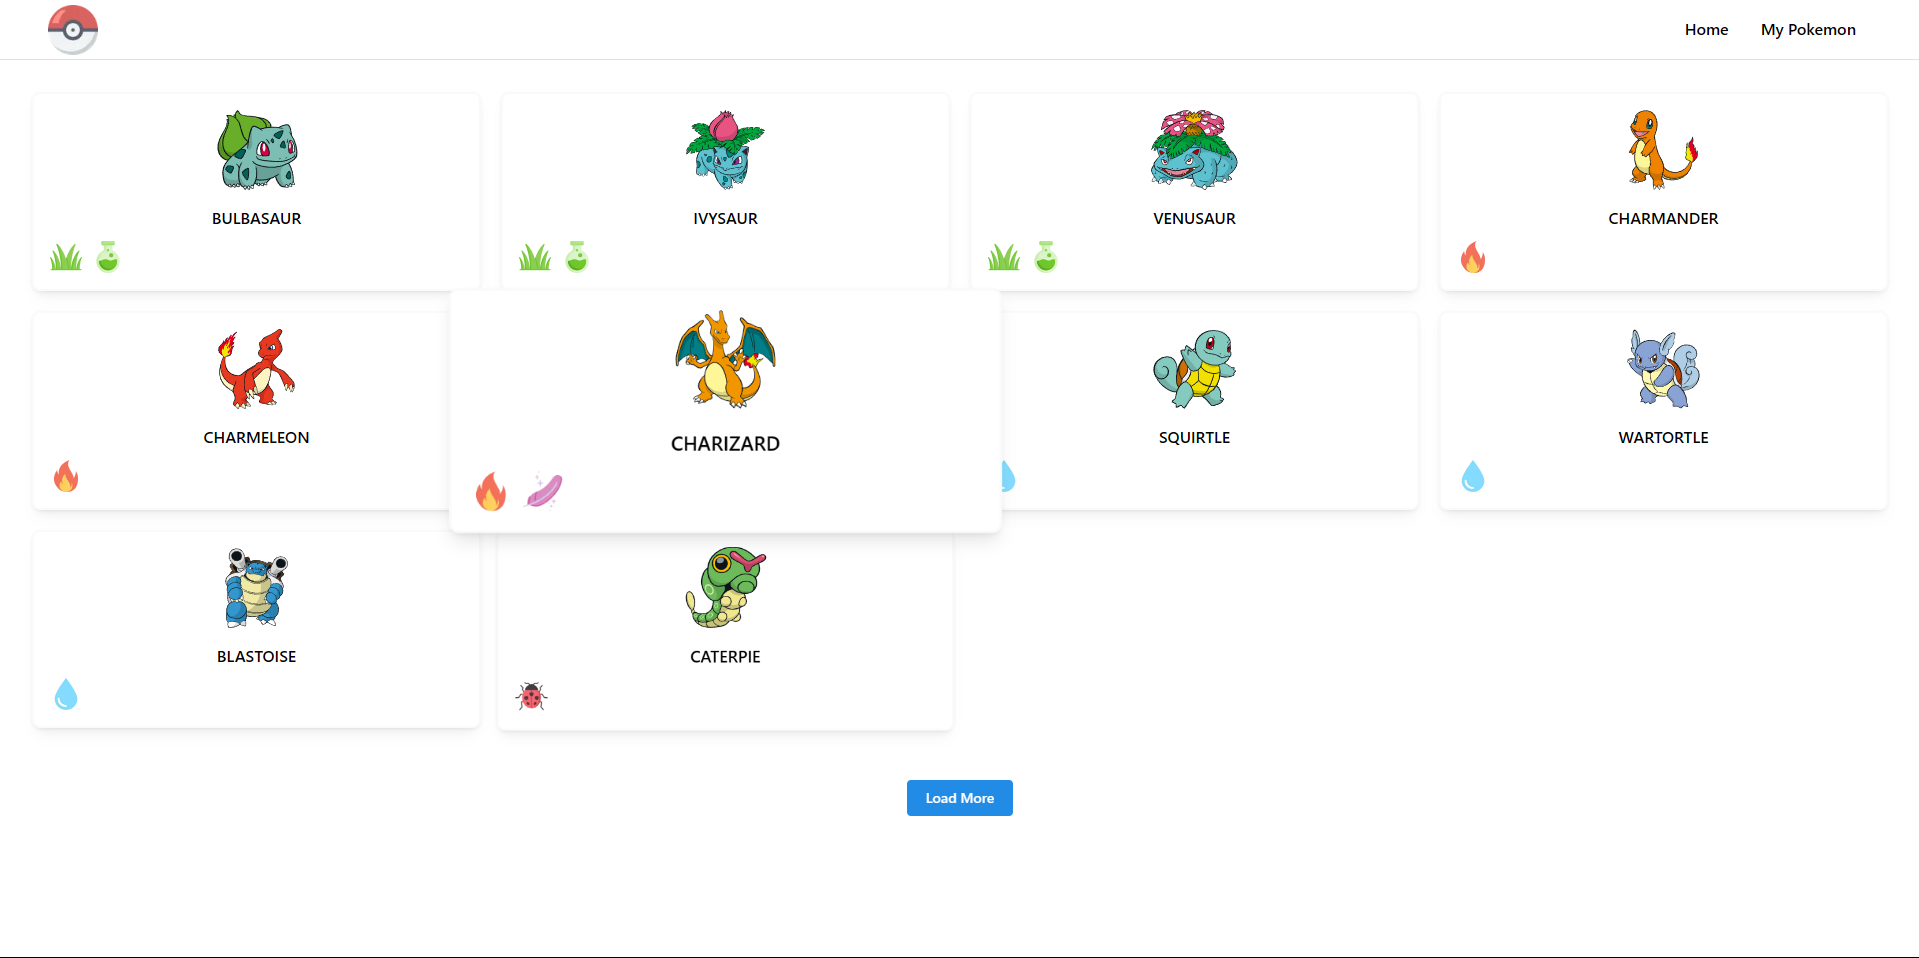 Home
My Pokemon
BULBASAUR
IVYSAUR
VENUSAUR
CHARMANDER
CHARMELEON
CHARIZARD
SQUIRTLE
WARTORTLE
BLASTOISE
CATERPIE
Load More